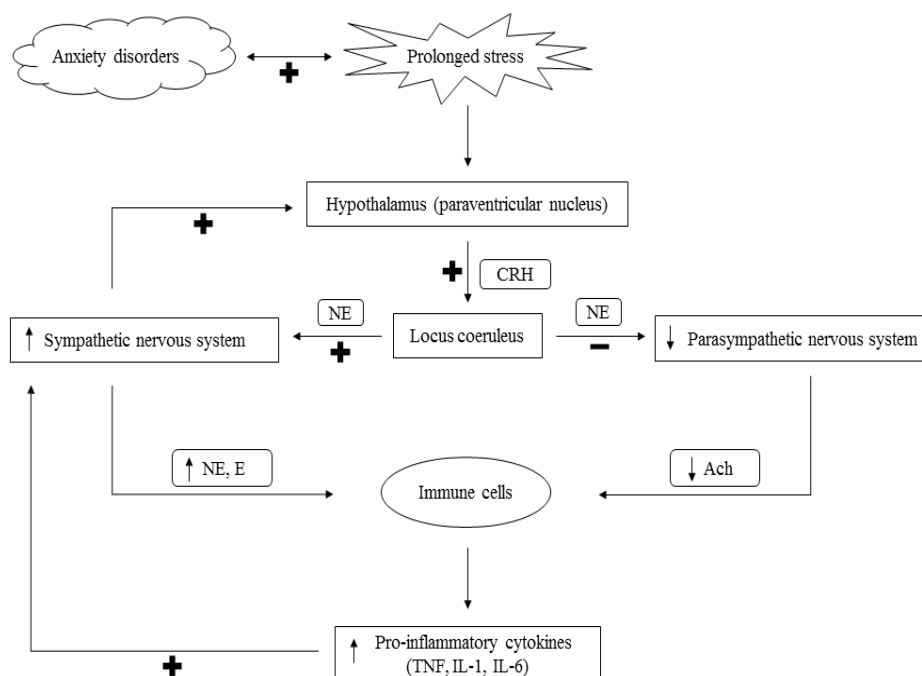 Anxiety disorders
Prolonged stress
+
Hypothalamus (paraventricular nucleus)
+
+
CRH
NE
NE
↑ Sympathetic nervous system
Locus coeruleus
↓ Parasympathetic nervous system
+
−
↑ NE, E
↓ Ach
Immune cells
↑ Pro-inflammatory cytokines
(TNF, IL-1, IL-6)
+